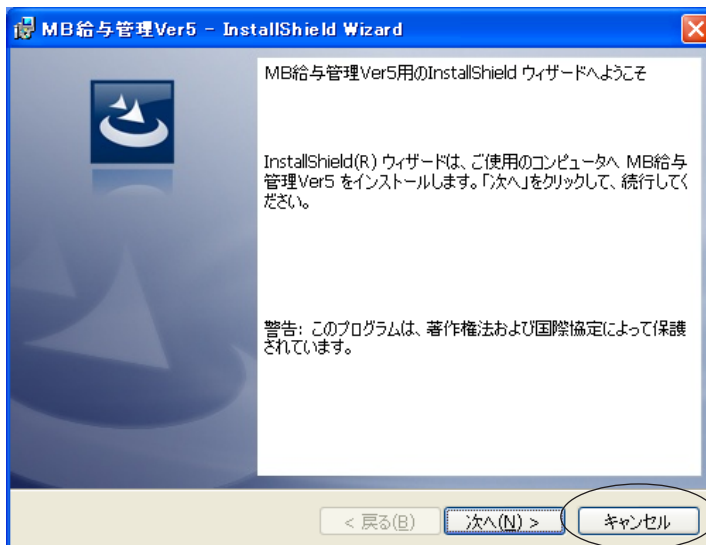 MB給与管理Ver5 - InstallShield Wizard
MB給与管理Ver5用のInstallShield ウィザードへようこそ
InstallShield(R) ウィザードは、ご使用のコンピュータへ MB給与
管理Ver5 をインストールします。「次へ」をクリックして、続行してく
ださい。
警告: このプログラムは、著作権法および国際協定によって保護
されています。
< 戻る(B)
次へ(N) >
キャンセル